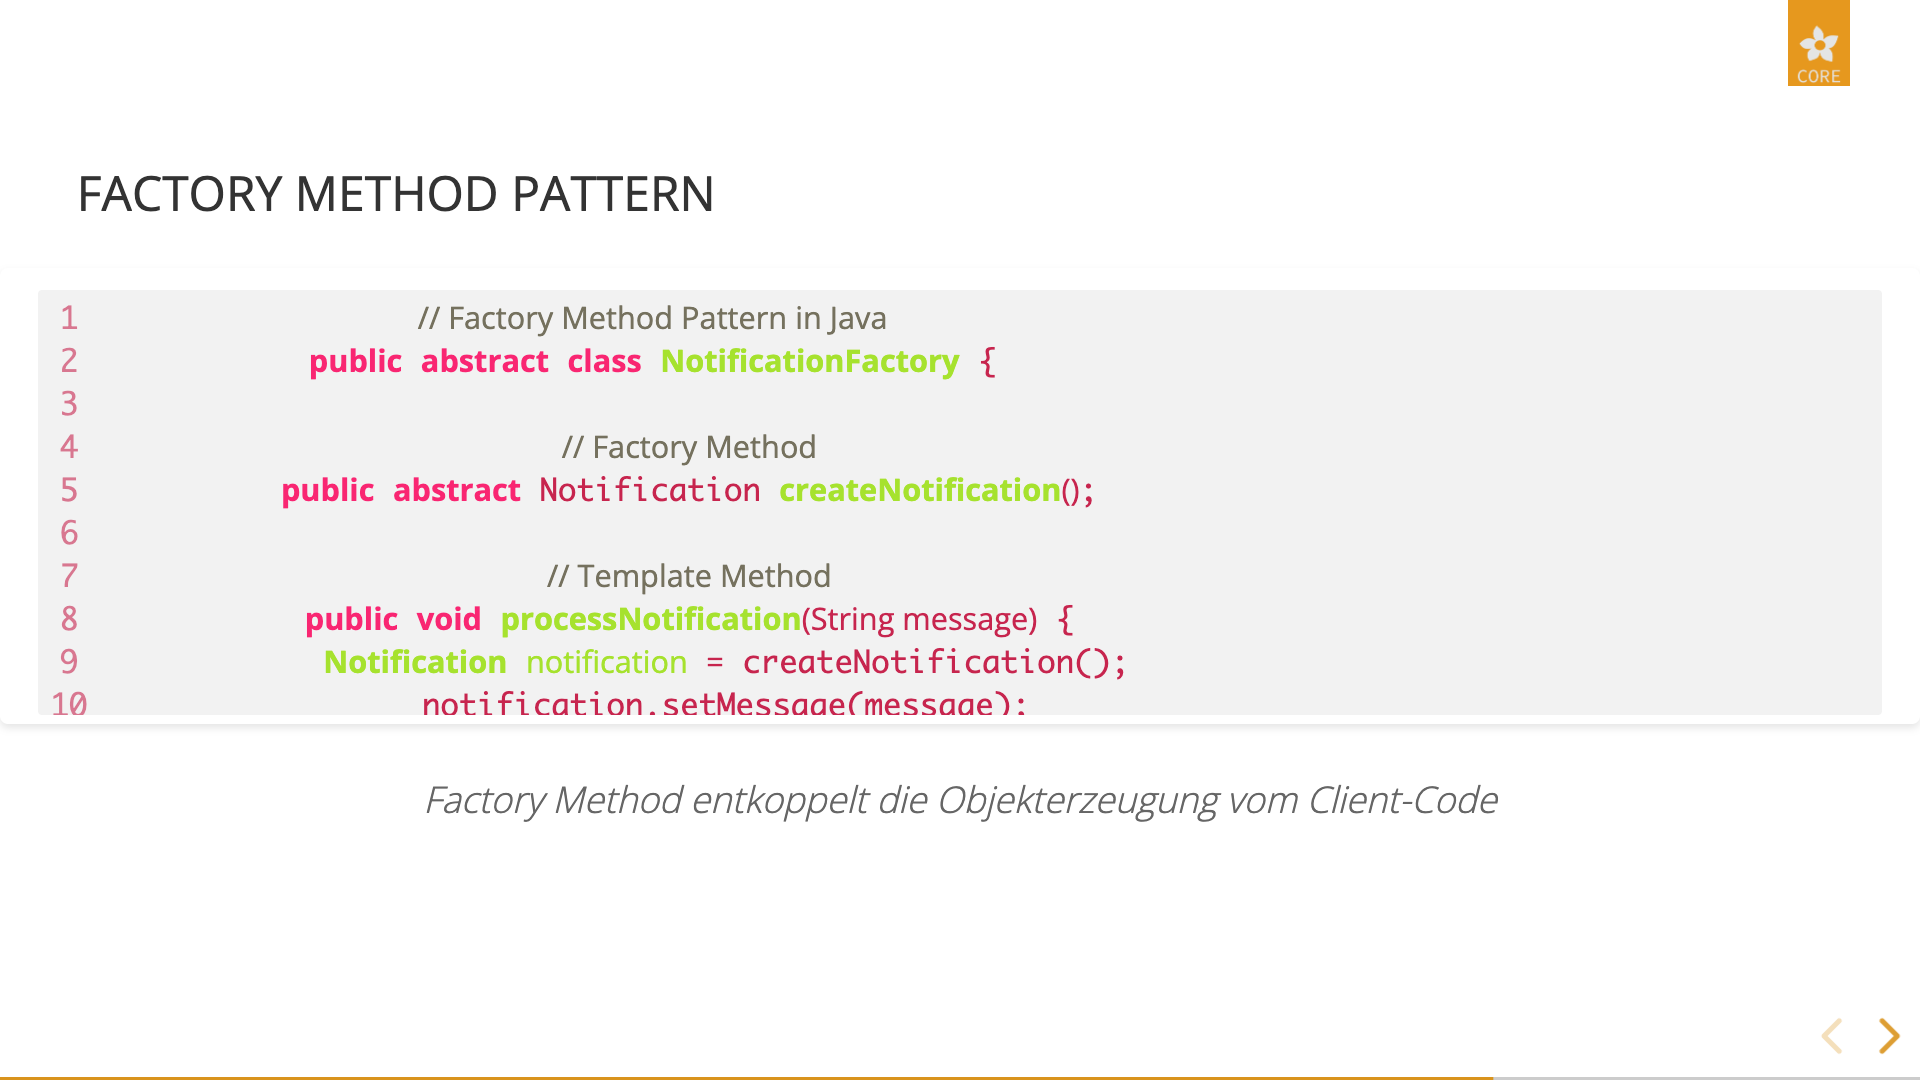 CORE
FACTORY METHOD PATTERN
1 // Factory Method Pattern in Java
2 public abstract class NotificationFactory {
3
4 // Factory Method
5 public abstract Notification createNotification();
6
7 // Template Method
8 public void processNotification(String message) {
9 Notification notification = createNotification();
10 notification.setMessage(message);
Factory Method entkoppelt die Objekterzeugung vom Client-Code